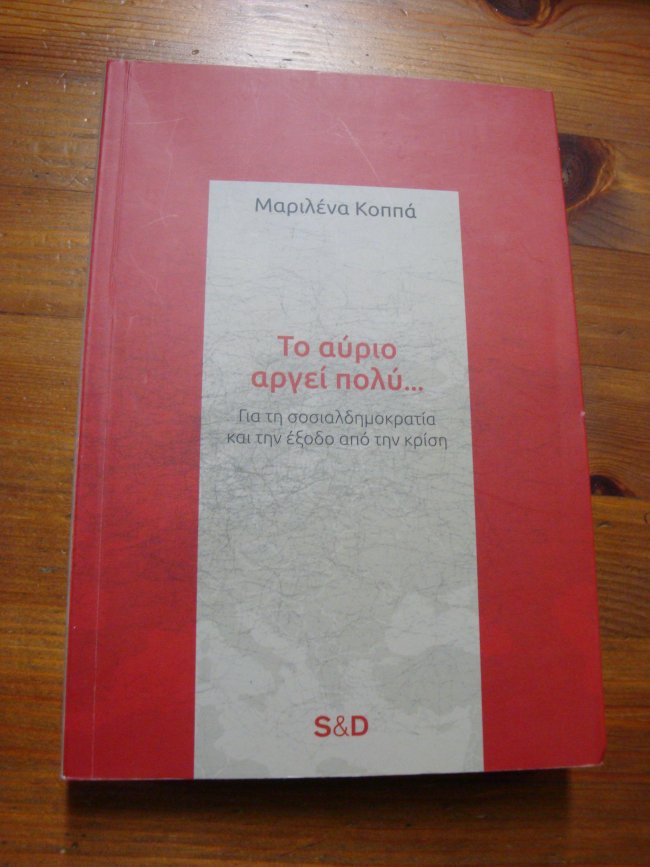 Μαριλένα Κοππά
Το αύριο
αργεί πολύ...
Για τη σοσιαλδημοκρατία
και την έξοδο από την κρίση
S&D